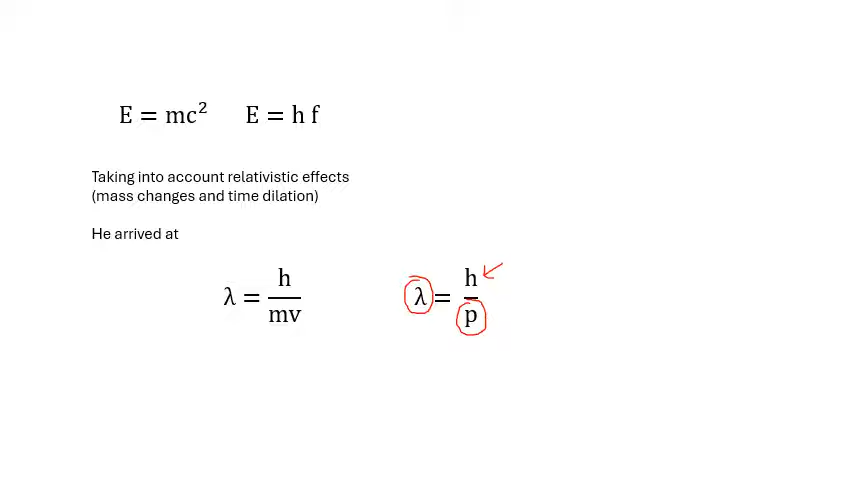 E = mc² E = h f
Taking into account relativistic effects
(mass changes and time dilation)
He arrived at
λ = h/mv λ = h/p